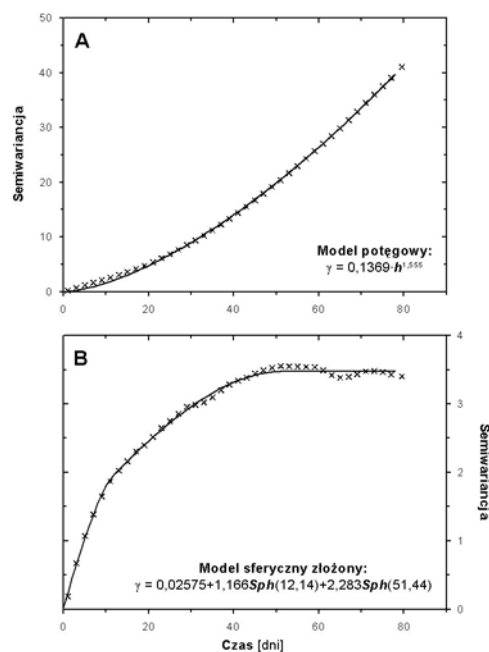 50
A
40
30
Semiwariancja
20
10
Model potęgowy:
γ = 0,1369·h^1,555
0
0 20 40 60 80
4
B
3
2
Semiwariancja
1
Model sferyczny złożony:
γ = 0,02575+1,166Sph(12,14)+2,283Sph(51,44)
0
0 20 40 60 80 100
Czas [dni]